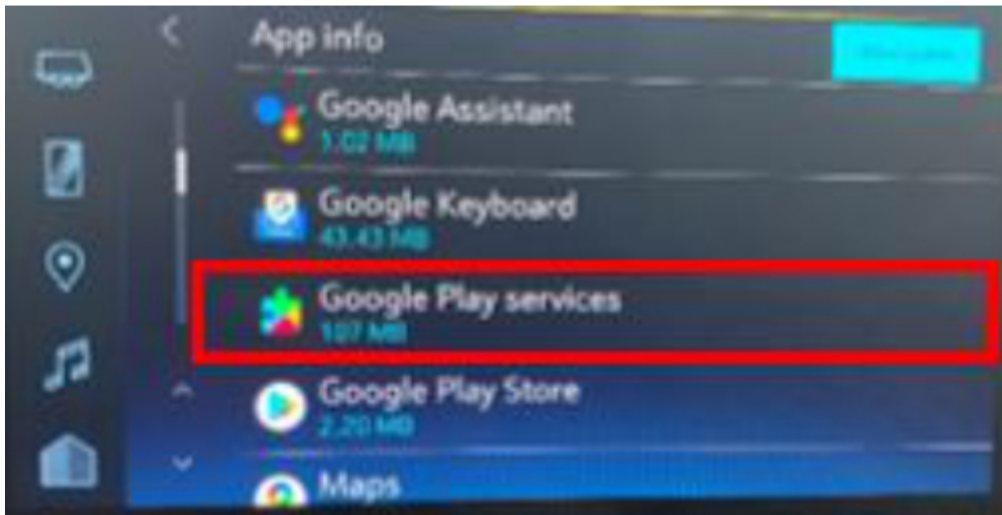 App info
Google Assistant
1.02 MB
Google Keyboard
43.43 MB
Google Play services
107 MB
Google Play Store
2.20 MB
Maps